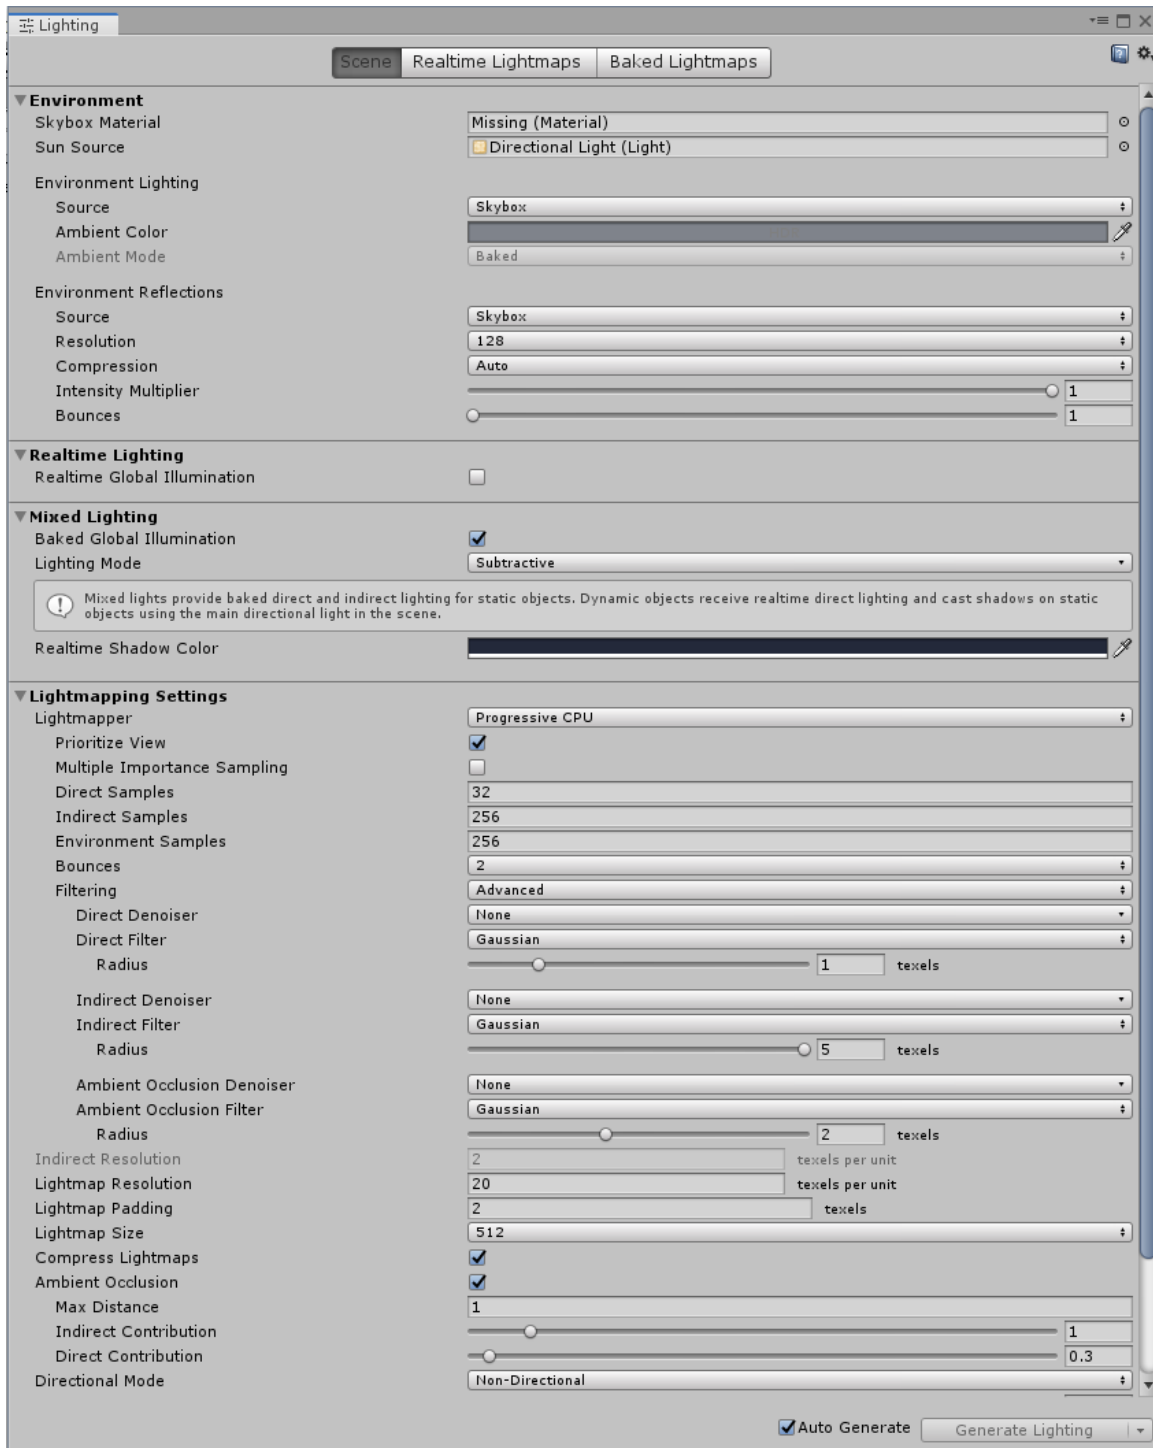 Lighting
Scene Realtime Lightmaps Baked Lightmaps
Environment
Skybox Material Missing (Material)
Sun Source Directional Light (Light)
Environment Lighting
Source Skybox
Ambient Color
Ambient Mode Baked
Environment Reflections
Source Skybox
Resolution 128
Compression Auto
Intensity Multiplier 1
Bounces 1
Realtime Lighting
Realtime Global Illumination
Mixed Lighting
Baked Global Illumination
Lighting Mode Subtractive
Mixed lights provide baked direct and indirect lighting for static objects. Dynamic objects receive realtime direct lighting and cast shadows on static
objects using the main directional light in the scene.
Realtime Shadow Color
Lightmapping Settings
Lightmapper Progressive CPU
Prioritize View
Multiple Importance Sampling
Direct Samples 32
Indirect Samples 256
Environment Samples 256
Bounces 2
Filtering Advanced
Direct Denoiser None
Direct Filter Gaussian
Radius 1 texels
Indirect Denoiser None
Indirect Filter Gaussian
Radius 5 texels
Ambient Occlusion Denoiser None
Ambient Occlusion Filter Gaussian
Radius 2 texels
Indirect Resolution 2 texels per unit
Lightmap Resolution 20 texels per unit
Lightmap Padding 2 texels
Lightmap Size 512
Compress Lightmaps
Ambient Occlusion
Max Distance 1
Indirect Contribution 1
Direct Contribution 0.3
Directional Mode Non-Directional
Auto Generate Generate Lighting